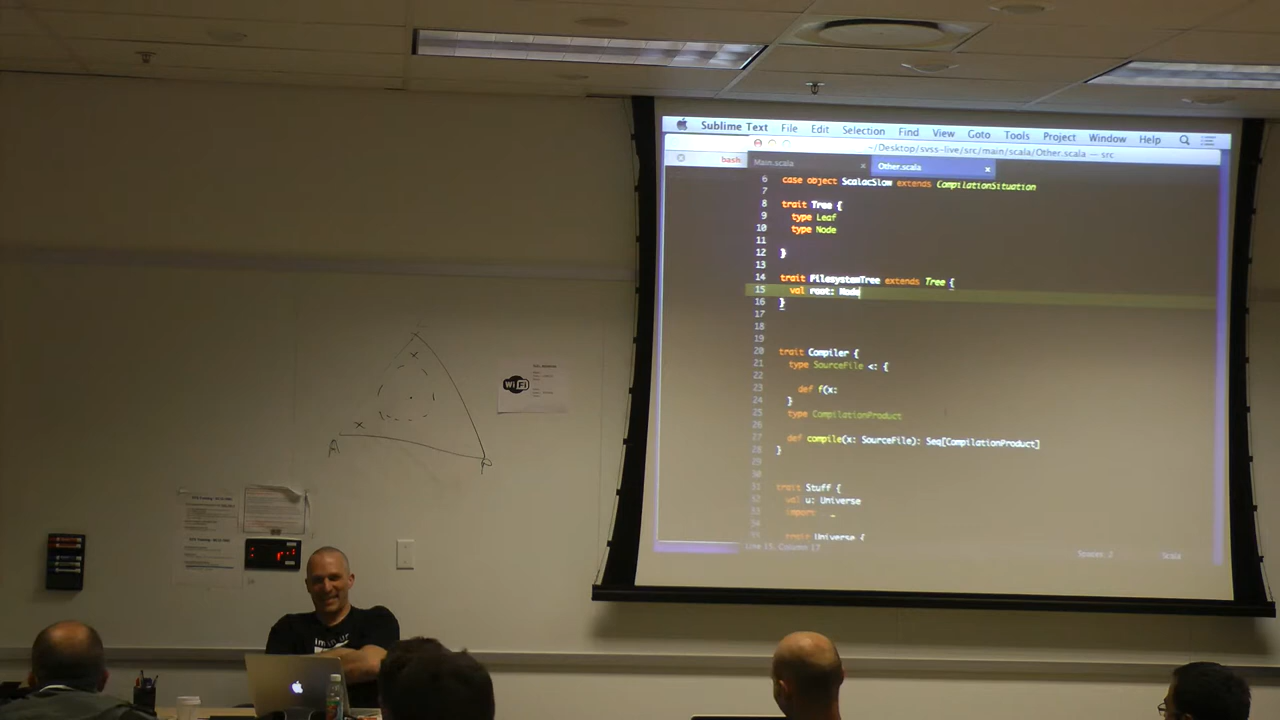 Sublime Text File Edit Selection Find View Goto Tools Project Window Help
~/Desktop/svss-live/src/main/scala/Other.scala — src
bash Main.scala Other.scala
6 case object ScalacSlow extends CompilationSituation
7
8 trait Tree {
9 type Leaf
10 type Node
11
12 }
13
14 trait FilesystemTree extends Tree {
15 val root: Node
16 }
17
18
19
20 trait Compiler {
21 type SourceFile <: {
22
23 def f(x:
24 }
25 type CompilationProduct
26
27 def compile(x: SourceFile): Seq[CompilationProduct]
28 }
29
30
31 trait Stuff {
32 val u: Universe
33 import _
34
35 trait Universe {
Line 15, Column 17 Spaces: 2 Scala
Wi Fi
A
im in ur